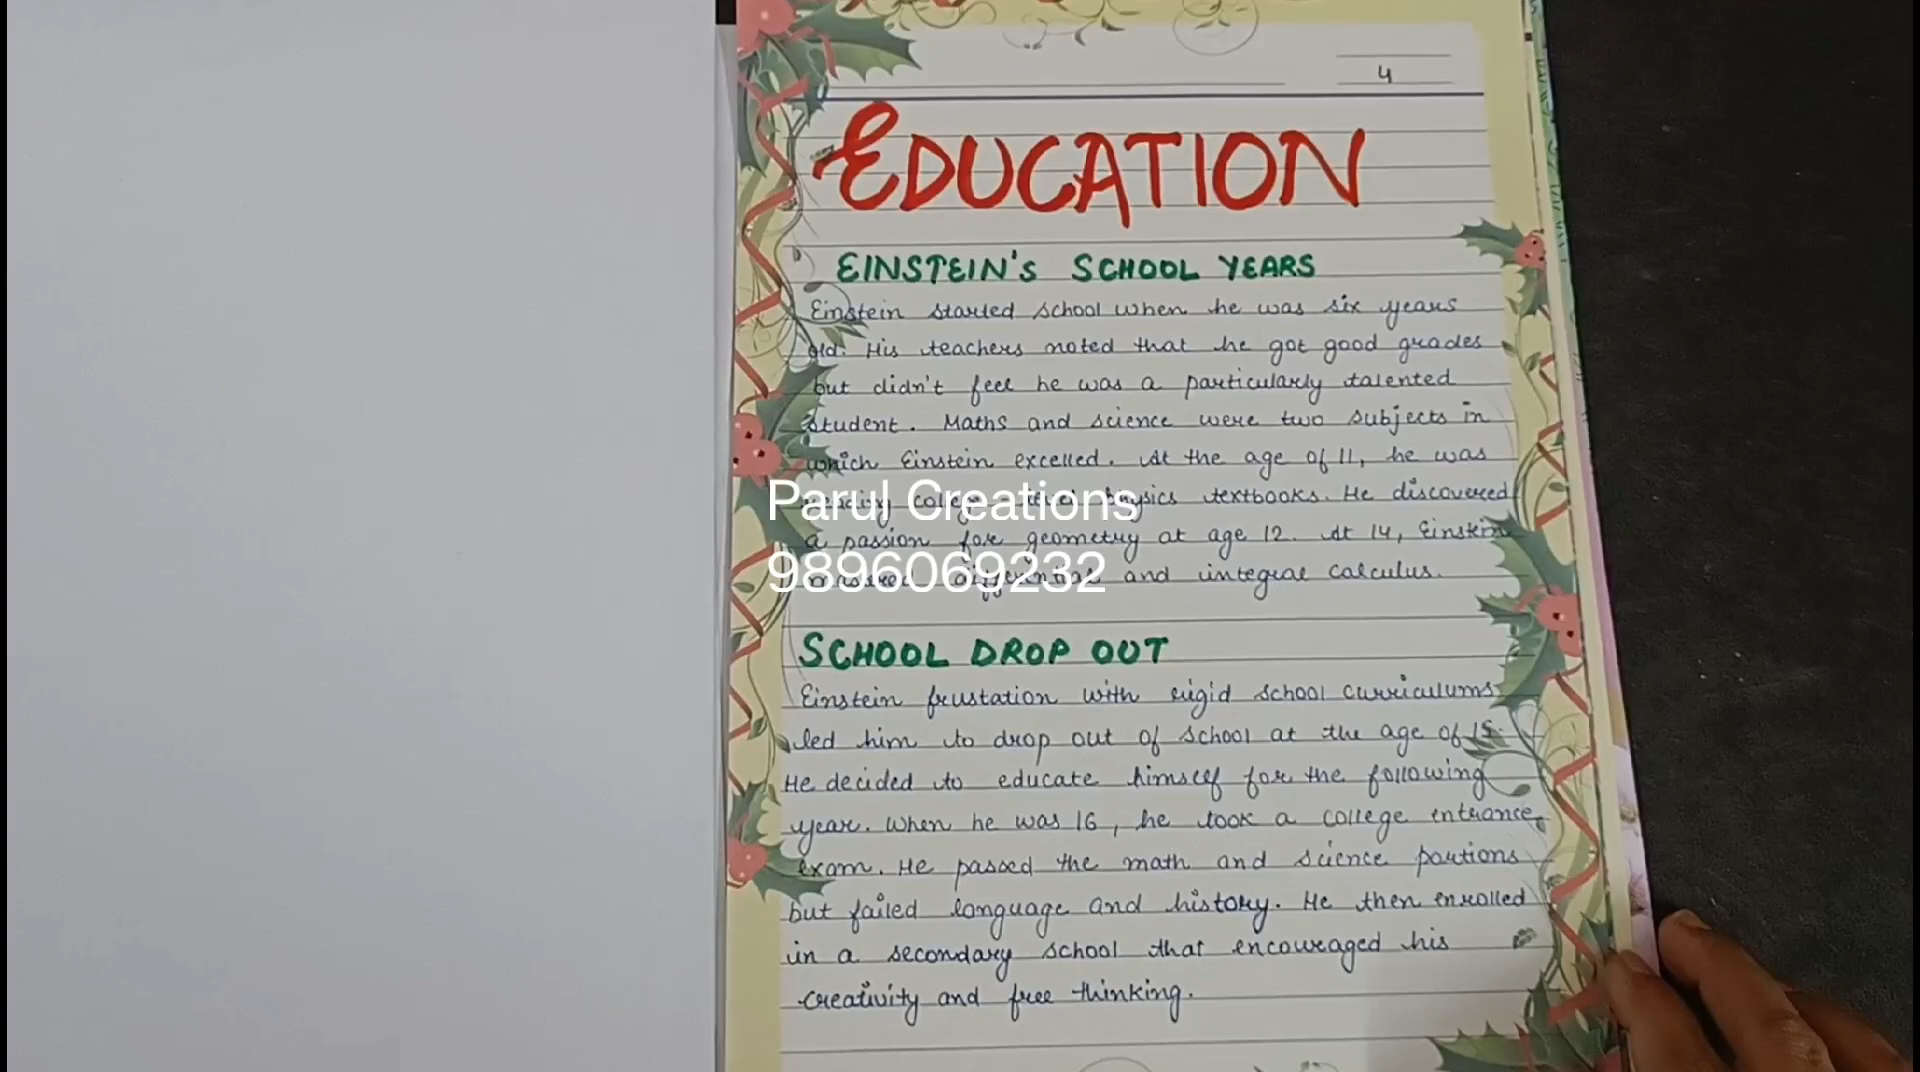 4
EDUCATION
EINSTEIN's SCHOOL YEARS
Einstein started school when he was six years
old. His teachers noted that he got good grades
but didn't feel he was a particularly talented
student. Maths and science were two subjects in
which Einstein excelled. At the age of 11, he was
reading college-level physics textbooks. He discovered
Parul Creations
a passion for geometry at age 12. At 14, Einstein
9896069232
mastered differential and integral calculus.
SCHOOL DROP OUT
Einstein frustation with rigid school curriculums
led him to drop out of school at the age of 15.
He decided to educate himself for the following
year. When he was 16, he took a college entrance
exam. He passed the math and science portions
but failed language and history. He then enrolled
in a secondary school that encouraged his
creativity and free thinking.